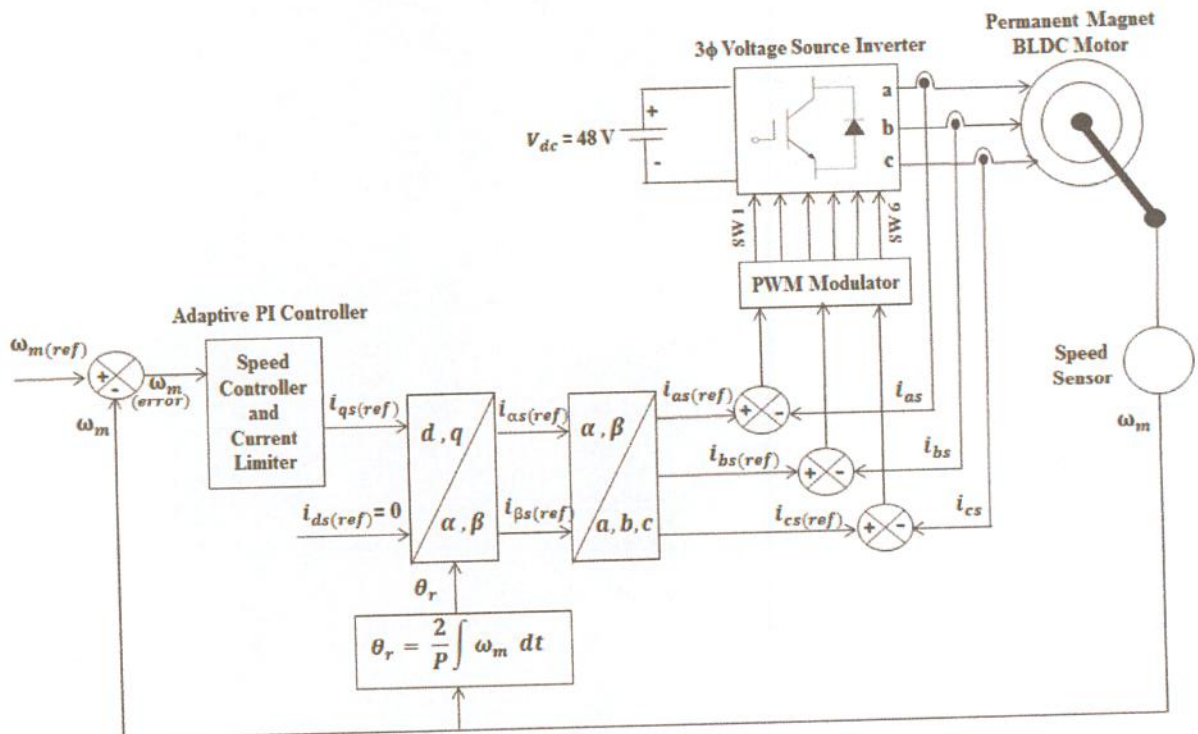 Permanent Magnet
BLDC Motor
3ϕ Voltage Source Inverter
a
b
c
+
V_dc = 48 V
-
SW 1
SW 6
PWM Modulator
Adaptive PI Controller
ω_m(ref)
+
-
ω_m
ω_m
(error)
Speed
Controller
and
Current
Limiter
i_qs(ref)
i_ds(ref)=0
d, q
α, β
i_αs(ref)
i_βs(ref)
α, β
a, b, c
i_as(ref)
+
-
i_as
i_bs(ref)
+
-
i_bs
i_cs(ref)
+
-
i_cs
Speed
Sensor
ω_m
θ_r
θ_r = 2/P ∫ ω_m dt